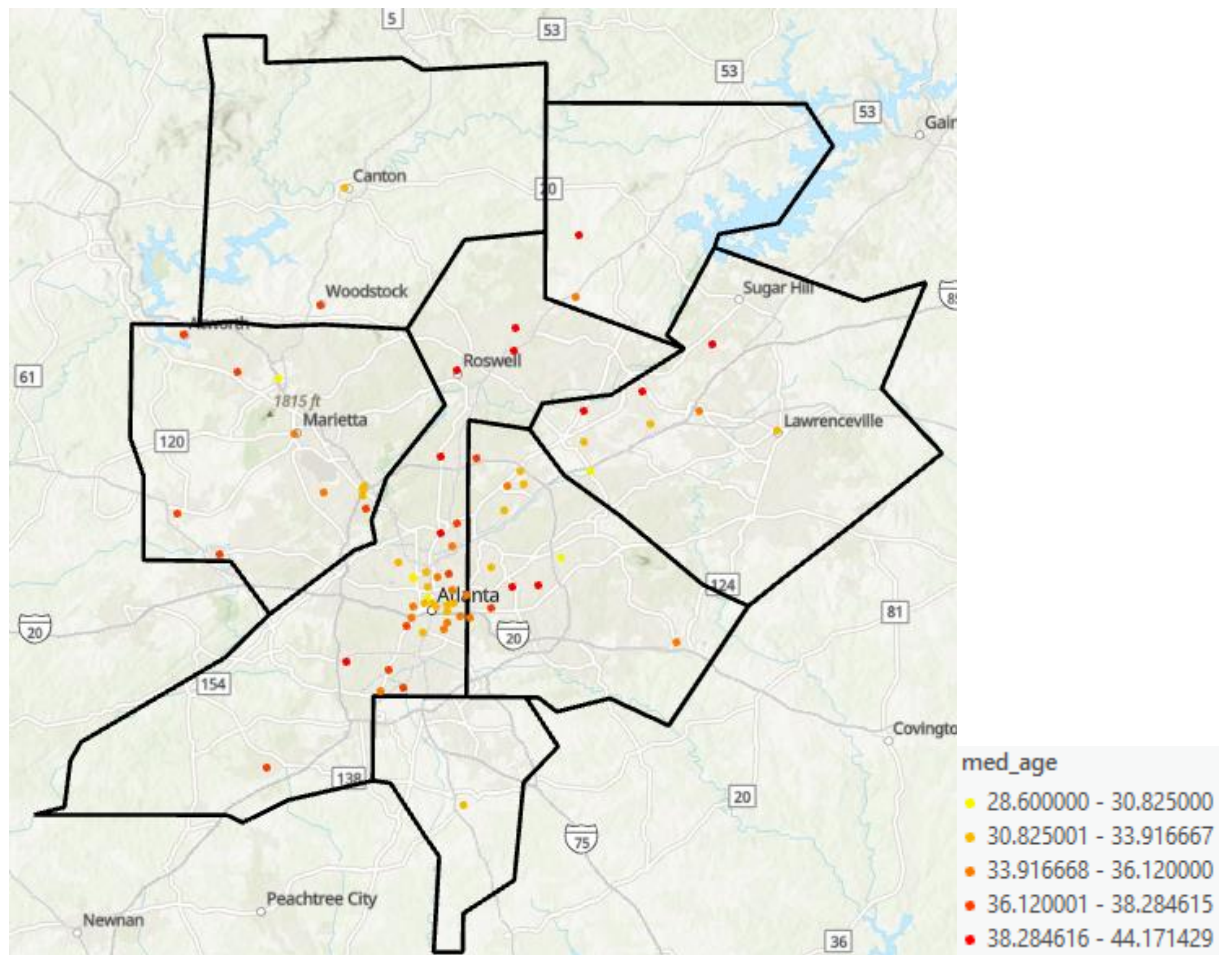 5
53
53
53
Gair
Canton
20
Woodstock
Sugar Hill
85
Acworth
61
Roswell
1815 ft
Marietta
Lawrenceville
120
124
Atlanta
81
20
20
154
Covingto
med_age
138
20
28.600000 - 30.825000
75
30.825001 - 33.916667
33.916668 - 36.120000
Peachtree City
36.120001 - 38.284615
Newnan
36
38.284616 - 44.171429